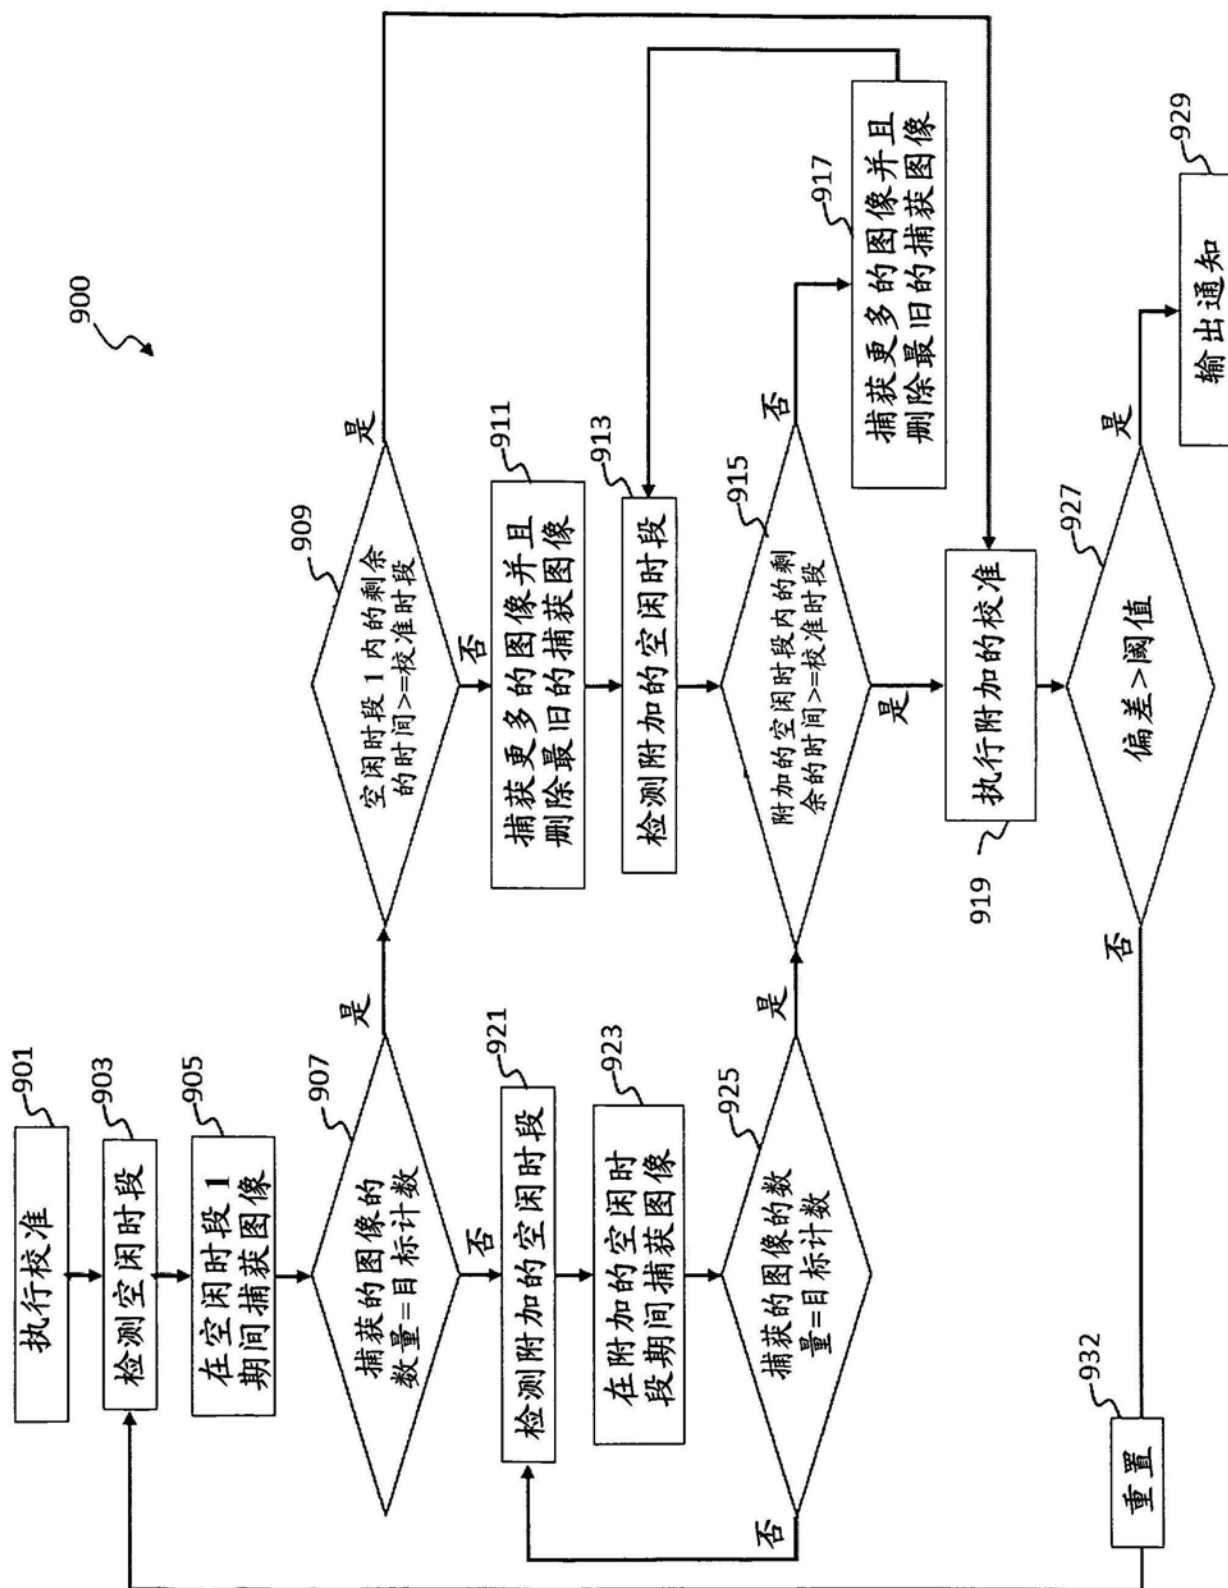 900
901
执行校准
903
检测空闲时段
905
在空闲时段1
期间捕获图像
907
捕获的图像的
数量=目标计数
是
否
909
空闲时段1内的剩余
的时间>=校准时段
是
否
911
捕获更多的图像并且
删除最旧的捕获图像
913
检测附加的空闲时段
915
附加的空闲时段内的剩
余的时间>=校准时段
否
是
917
捕获更多的图像并且
删除最旧的捕获图像
921
检测附加的空闲时段
923
在附加的空闲时
段期间捕获图像
925
捕获的图像的数
量=目标计数
是
否
919
执行附加的校准
927
偏差>阈值
是
否
929
输出通知
932
重置